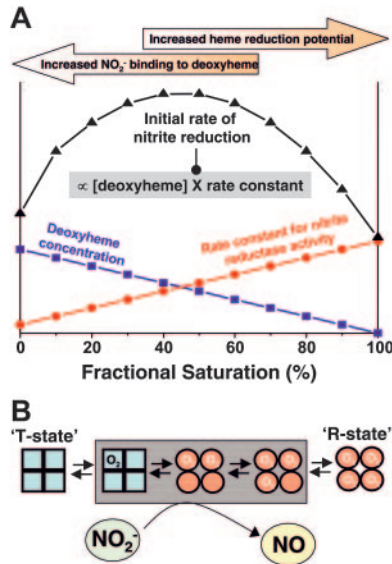 A
Increased heme reduction potential
Increased NO2- binding to deoxyheme
Initial rate of
nitrite reduction
∝ [deoxyheme] X rate constant
Deoxyheme
concentration
Rate constant for nitrite
reductase activity
0 20 40 60 80 100
Fractional Saturation (%)
B
'T-state'
'R-state'
O2
NO2-
NO